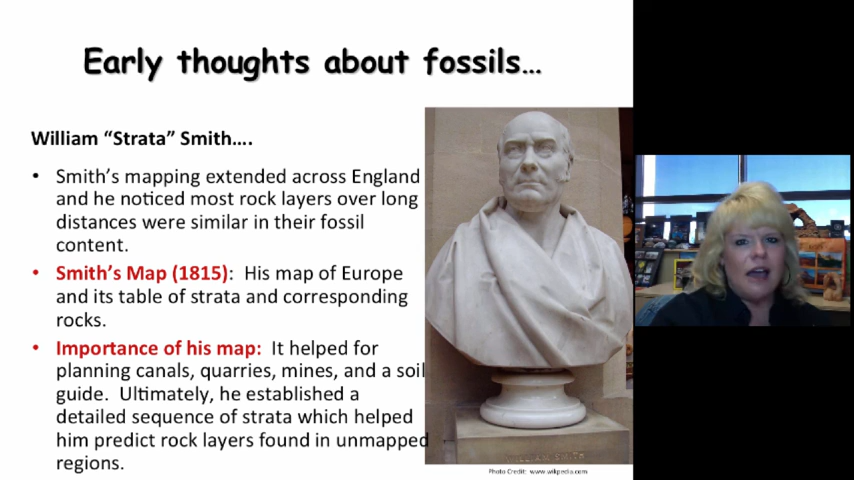 Early thoughts about fossils…
William “Strata” Smith….
• Smith’s mapping extended across England
and he noticed most rock layers over long
distances were similar in their fossil
content.
• Smith’s Map (1815): His map of Europe
and its table of strata and corresponding
rocks.
• Importance of his map: It helped for
planning canals, quarries, mines, and a soil
guide. Ultimately, he established a
detailed sequence of strata which helped
him predict rock layers found in unmapped
regions.
WILLIAM SMITH
Photo Credit: www.wikipedia.com